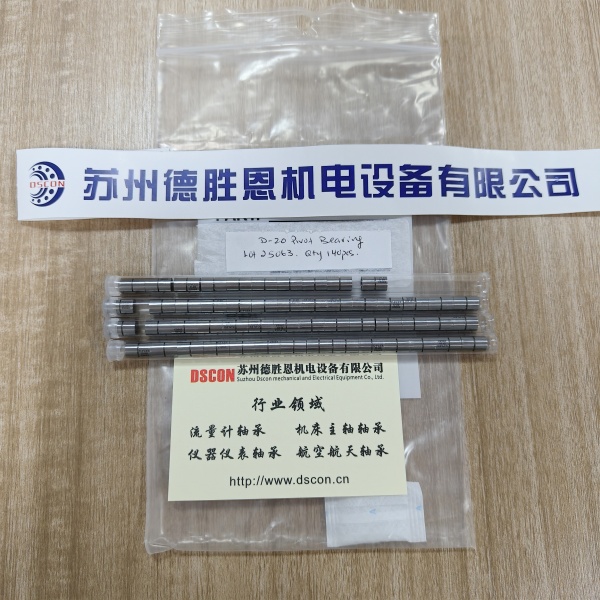 DSCON
苏州德胜恩机电设备有限公司
D-20 Pivot Bearing
Lot 25063. Qty 140pcs.
DSCON 苏州德胜恩机电设备有限公司
Suzhou Dscon mechanical and Electrical Equipment Co., Ltd.
行业领域
流量计轴承 机床主轴轴承
仪器仪表轴承 航空航天轴承
http://www.dscon.cn